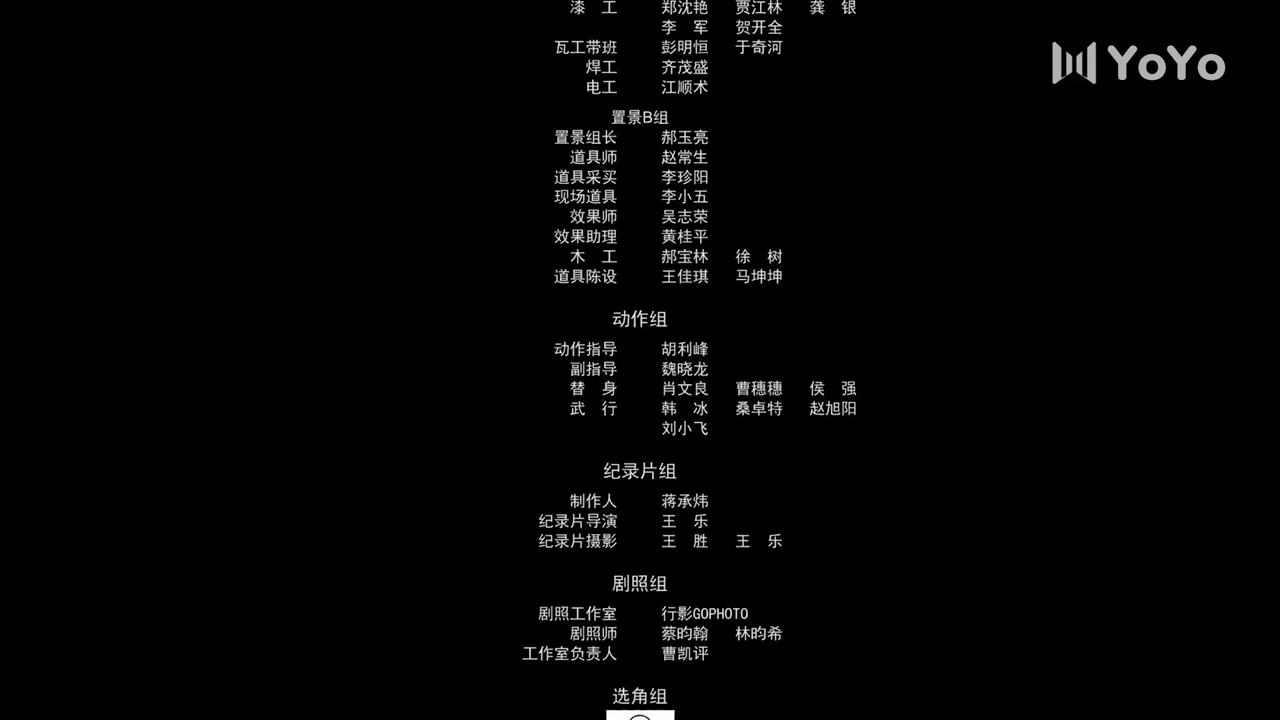 漆　工 郑沈艳 贾江林 龚　银
李　军 贺开全
YoYo
瓦工带班 彭明恒 于奇河
焊工 齐茂盛
电工 江顺术
置景B组
置景组长 郝玉亮
道具师 赵常生
道具采买 李珍阳
现场道具 李小五
效果师 吴志荣
效果助理 黄桂平
木　工 郝宝林 徐　树
道具陈设 王佳琪 马坤坤
动作组
动作指导 胡利峰
副指导 魏晓龙
替　身 肖文良 曹穗穗 侯　强
武　行 韩　冰 桑卓特 赵旭阳
刘小飞
纪录片组
制作人 蒋承炜
纪录片导演 王　乐
纪录片摄影 王　胜 王　乐
剧照组
剧照工作室 行影GOPHOTO
剧照师 蔡昀翰 林昀希
工作室负责人 曹凯评
选角组